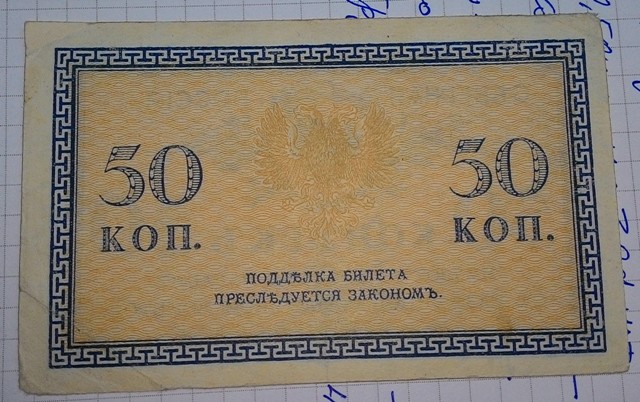 50 50
КОП. КОП.
ПОДДѢЛКА БИЛЕТА
ПРЕСЛѢДУЕТСЯ ЗАКОНОМЪ.